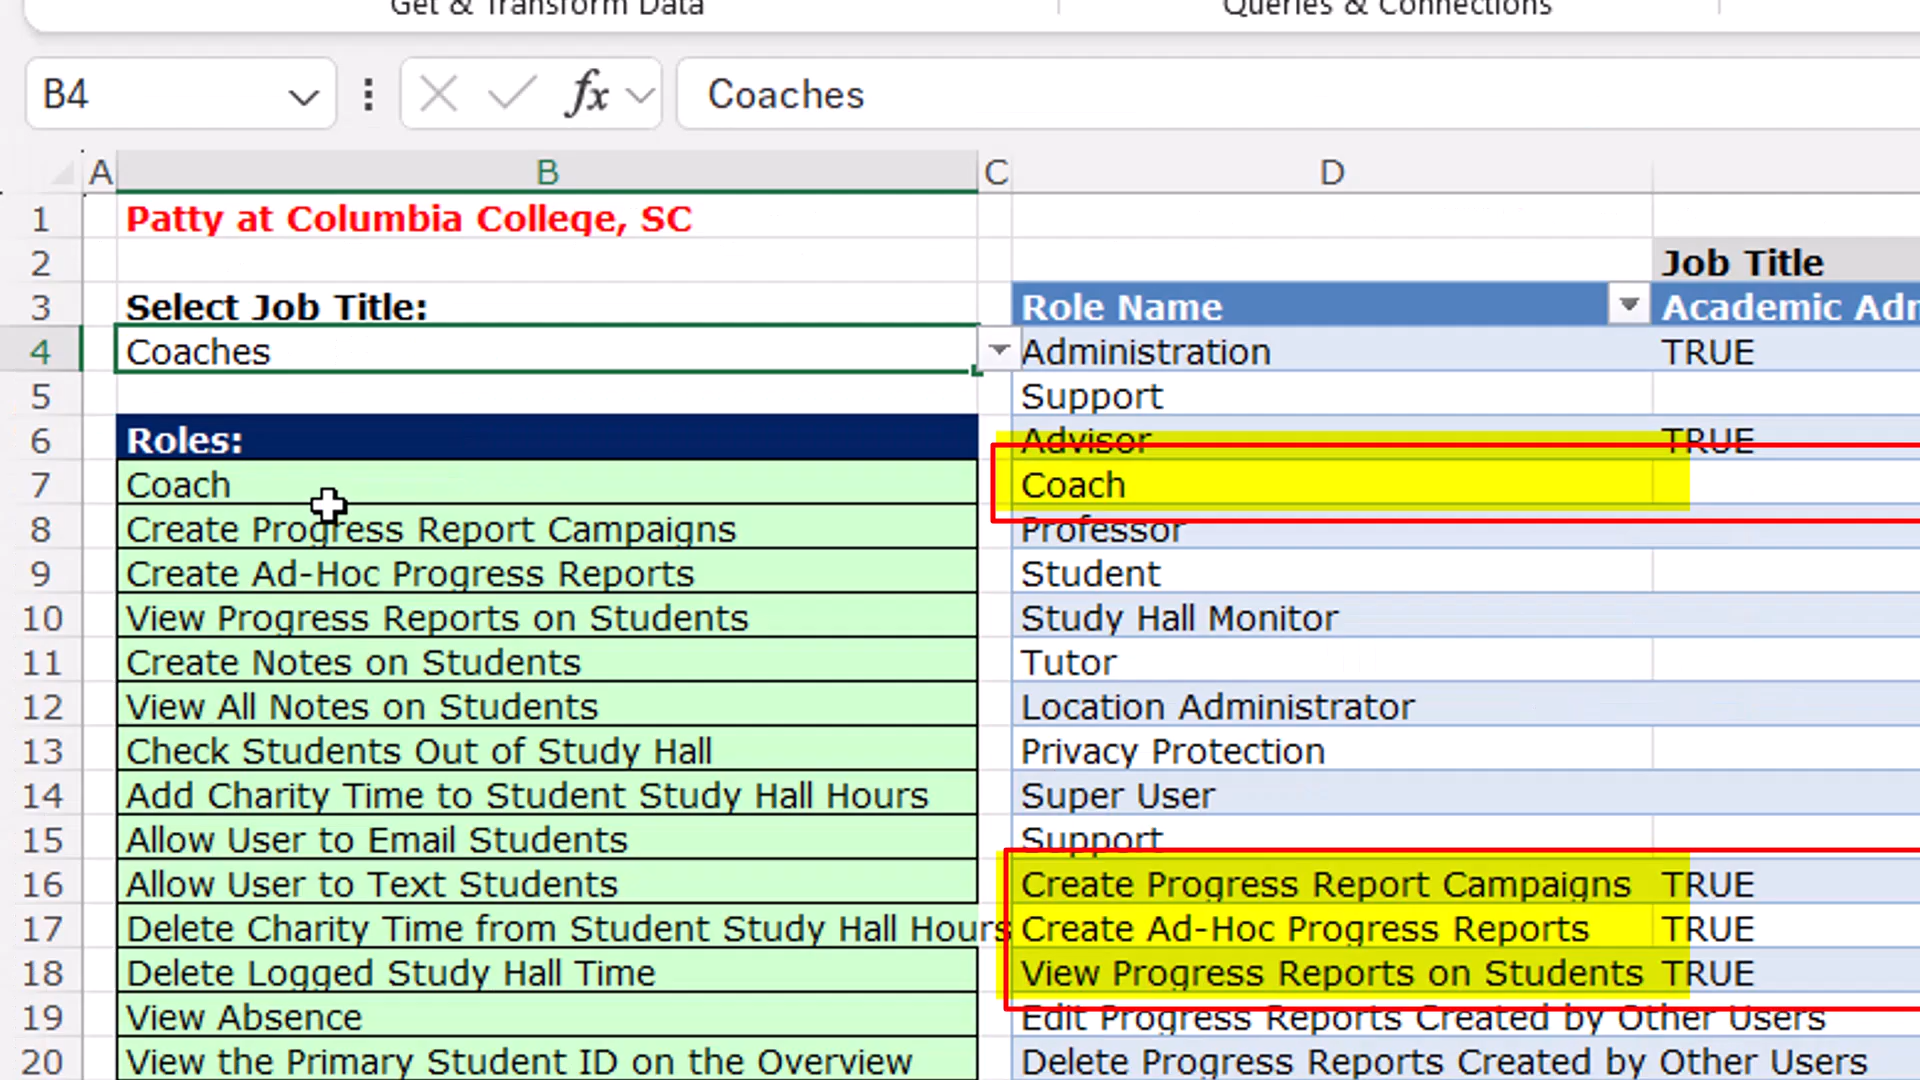 Get & Transform Data Queries & Connections
B4 fx Coaches
A B C D
1 Patty at Columbia College, SC
2 Job Title
3 Select Job Title: Role Name Academic Adm
4 Coaches Administration TRUE
5 Support
6 Roles: Advisor TRUE
7 Coach Coach
8 Create Progress Report Campaigns Professor
9 Create Ad-Hoc Progress Reports Student
10 View Progress Reports on Students Study Hall Monitor
11 Create Notes on Students Tutor
12 View All Notes on Students Location Administrator
13 Check Students Out of Study Hall Privacy Protection
14 Add Charity Time to Student Study Hall Hours Super User
15 Allow User to Email Students Support
16 Allow User to Text Students Create Progress Report Campaigns TRUE
17 Delete Charity Time from Student Study Hall Hours Create Ad-Hoc Progress Reports TRUE
18 Delete Logged Study Hall Time View Progress Reports on Students TRUE
19 View Absence Edit Progress Reports Created by Other Users
20 View the Primary Student ID on the Overview Delete Progress Reports Created by Other Users